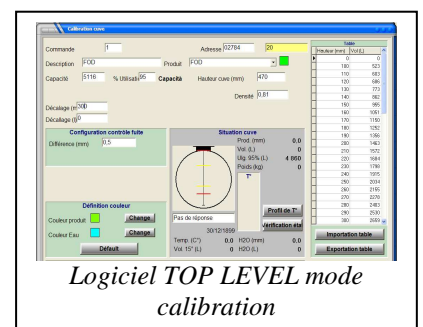 Calibration cuve
Commande 1 Adresse 02784 20
Description FOD Produit FOD
Capacité 5116 % Utilisati 95 Capacitá Hauteur cuve (mm) 470
Densité 0,81
Décalage (m 300
Décallage (l) 0
Configuration contrôle fuite
Différence (mm) 0,5
Définition couleur
Couleur produit Change
Couleur Eau Change
Défault
Situation cuve
Prod. (mm) 0,0
Vol. (L) 0
Ulg. 95% (L) 4 860
Poids (kg) 0
T°
Profil de T°
Pas de réponse
Vérification éta
30/12/1899
Temp (C°) 0,0 H2O (mm) 0,0
Vol 15° (L) 0 H2O (L) 0
Table
Hauteur (mm) Vol (L)
0 0
100 523
110 603
120 686
130 773
140 862
150 955
160 1051
170 1150
180 1252
190 1356
200 1463
210 1572
220 1684
230 1798
240 1915
250 2034
260 2155
270 2278
280 2403
290 2530
300 2659
Importation table
Exportation table
Logiciel TOP LEVEL mode
calibration